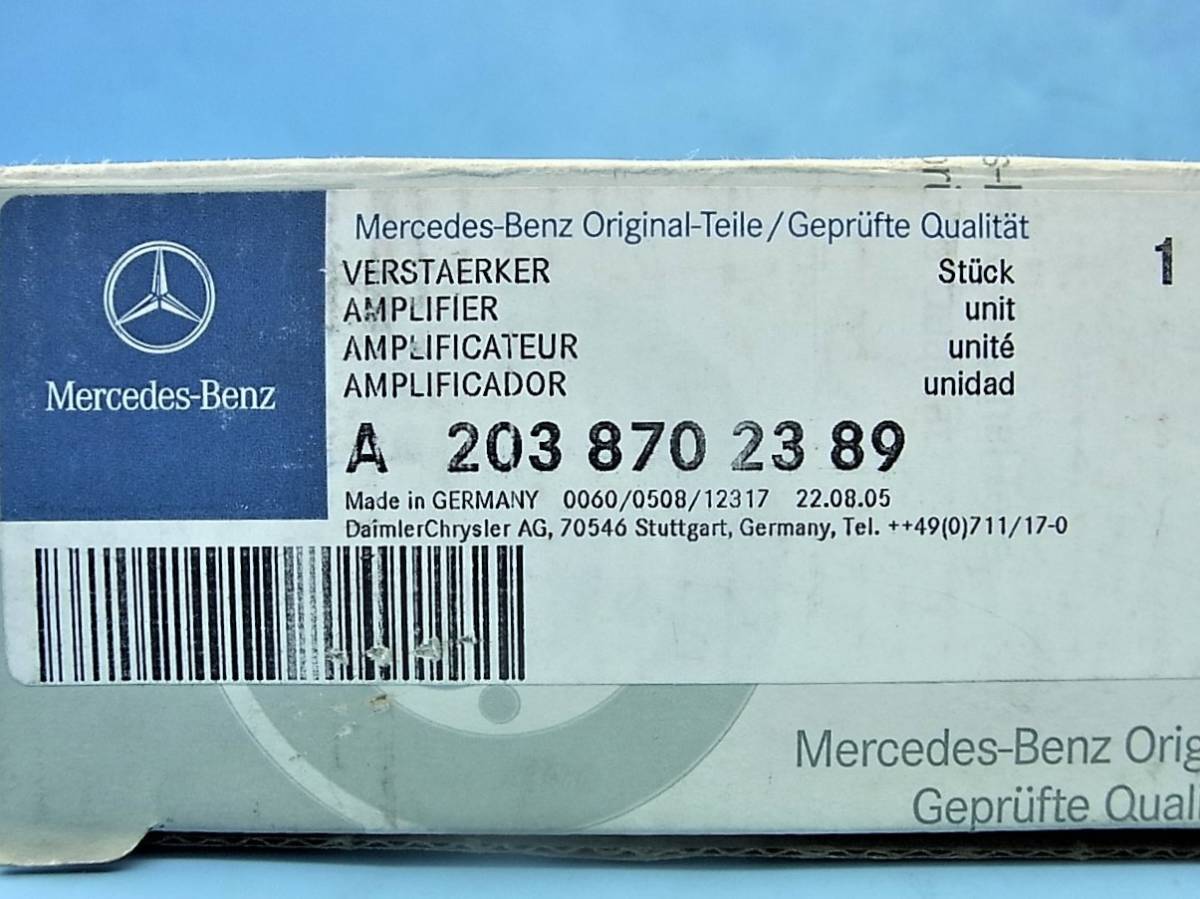 Mercedes-Benz Original-Teile/Geprüfte Qualität
VERSTAERKER Stück 1
AMPLIFIER unit
AMPLIFICATEUR unité
AMPLIFICADOR unidad
Mercedes-Benz
A 203 870 23 89
Made in GERMANY 0060/0508/12317 22.08.05
DaimlerChrysler AG, 70546 Stuttgart, Germany, Tel. ++49(0)711/17-0
Mercedes-Benz Orig
Geprüfte Quali